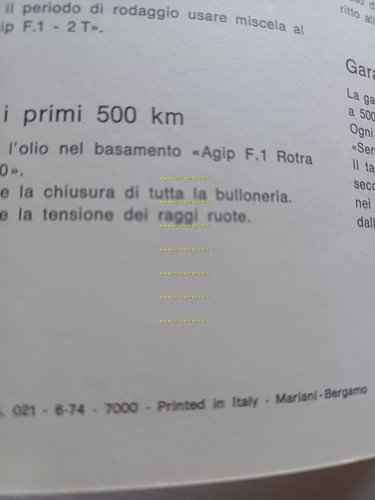 il periodo di rodaggio usare miscela al
ip F.1 - 2 T».
i primi 500 km
l'olio nel basamento «Agip F.1 Rotra
0».
e la chiusura di tutta la bulloneria.
e la tensione dei raggi ruote.
021 - 6-74 - 7000 - Printed in Italy - Mariani - Bergamo
ritto al
Gara
La ga
a 500
Ogni
«Ser
Il ta
secc
nei
dall